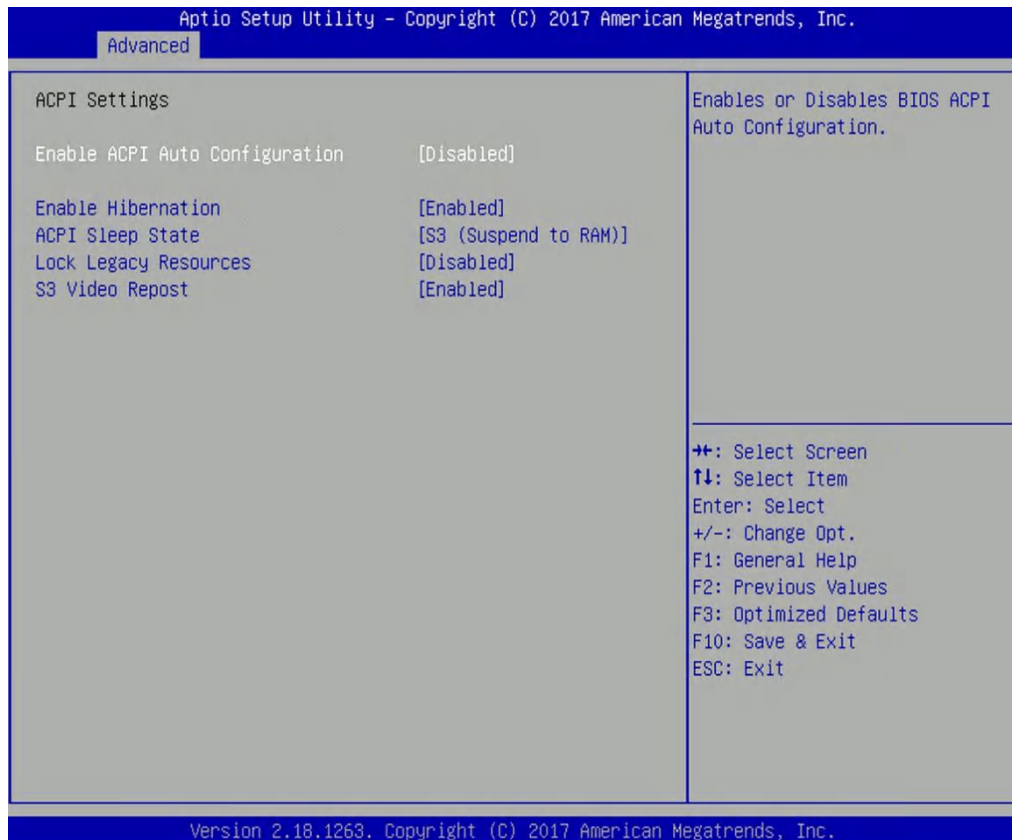 Aptio Setup Utility – Copyright (C) 2017 American Megatrends, Inc.
Advanced
ACPI Settings
Enable ACPI Auto Configuration [Disabled]
Enable Hibernation [Enabled]
ACPI Sleep State [S3 (Suspend to RAM)]
Lock Legacy Resources [Disabled]
S3 Video Repost [Enabled]
Enables or Disables BIOS ACPI
Auto Configuration.
→←: Select Screen
↑↓: Select Item
Enter: Select
+/-: Change Opt.
F1: General Help
F2: Previous Values
F3: Optimized Defaults
F10: Save & Exit
ESC: Exit
Version 2.18.1263. Copyright (C) 2017 American Megatrends, Inc.